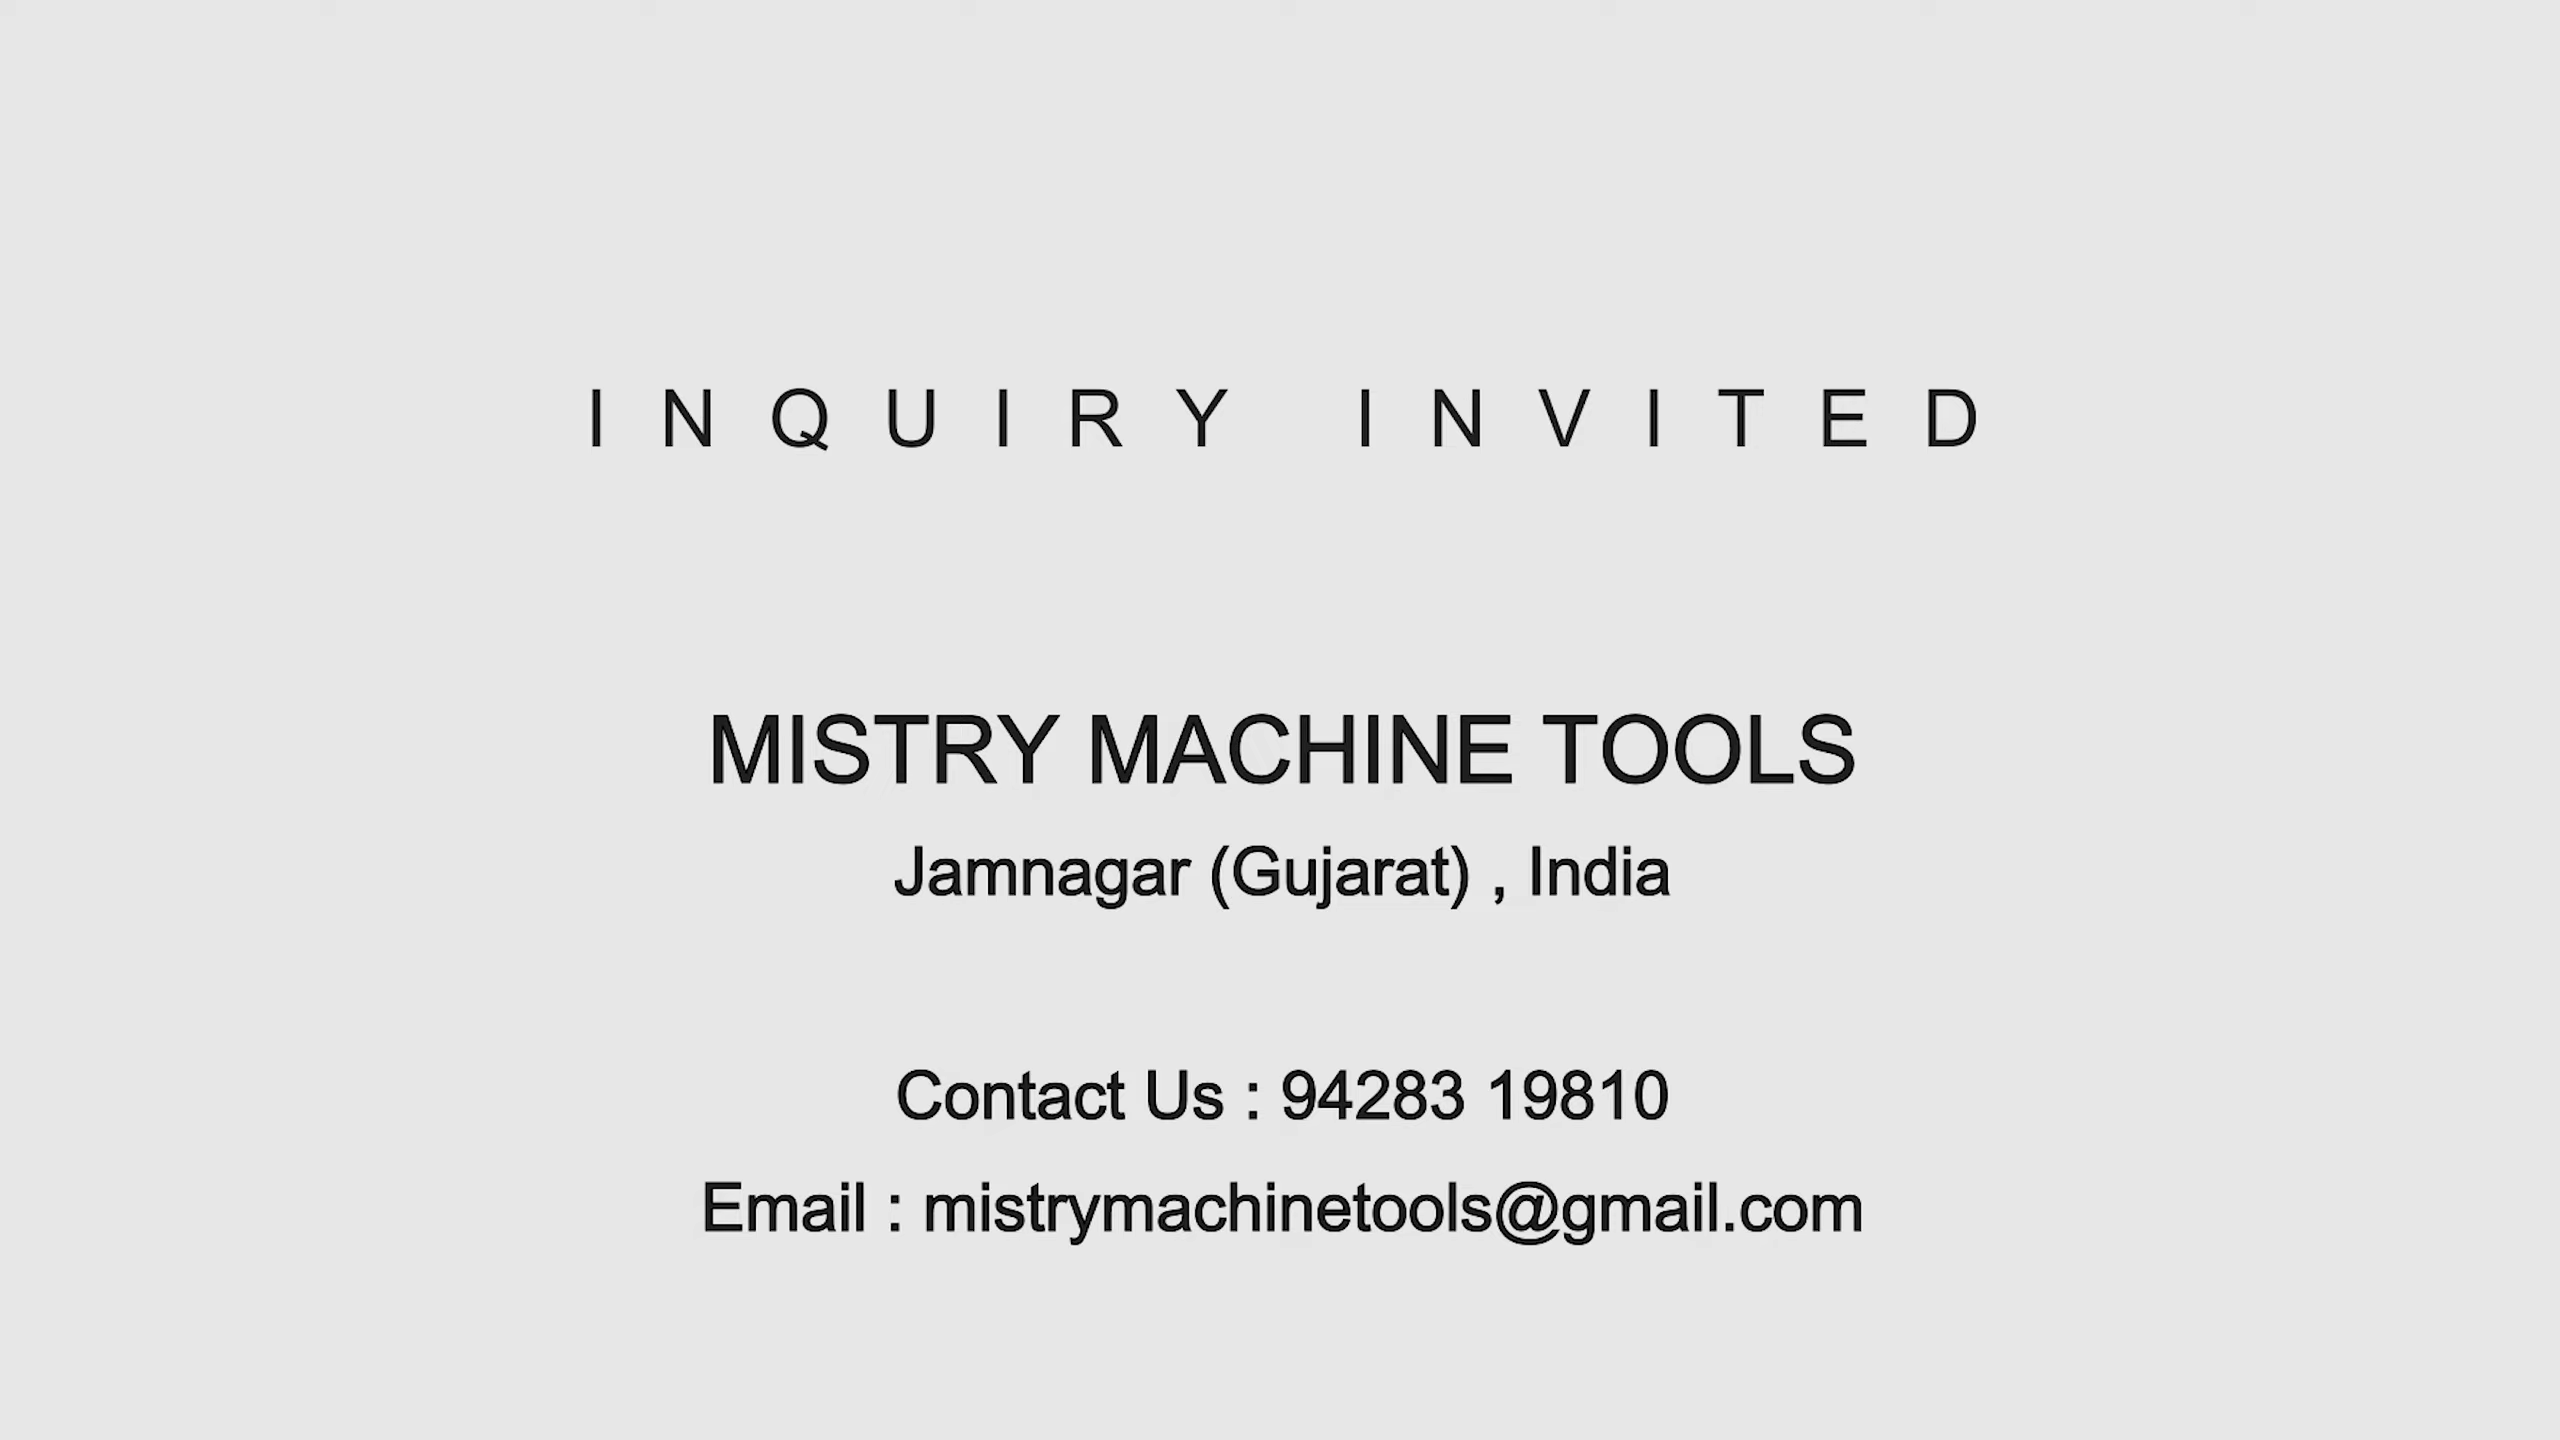 INQUIRY INVITED
MISTRY MACHINE TOOLS
Jamnagar (Gujarat) , India
Contact Us : 94283 19810
Email : mistrymachinetools@gmail.com